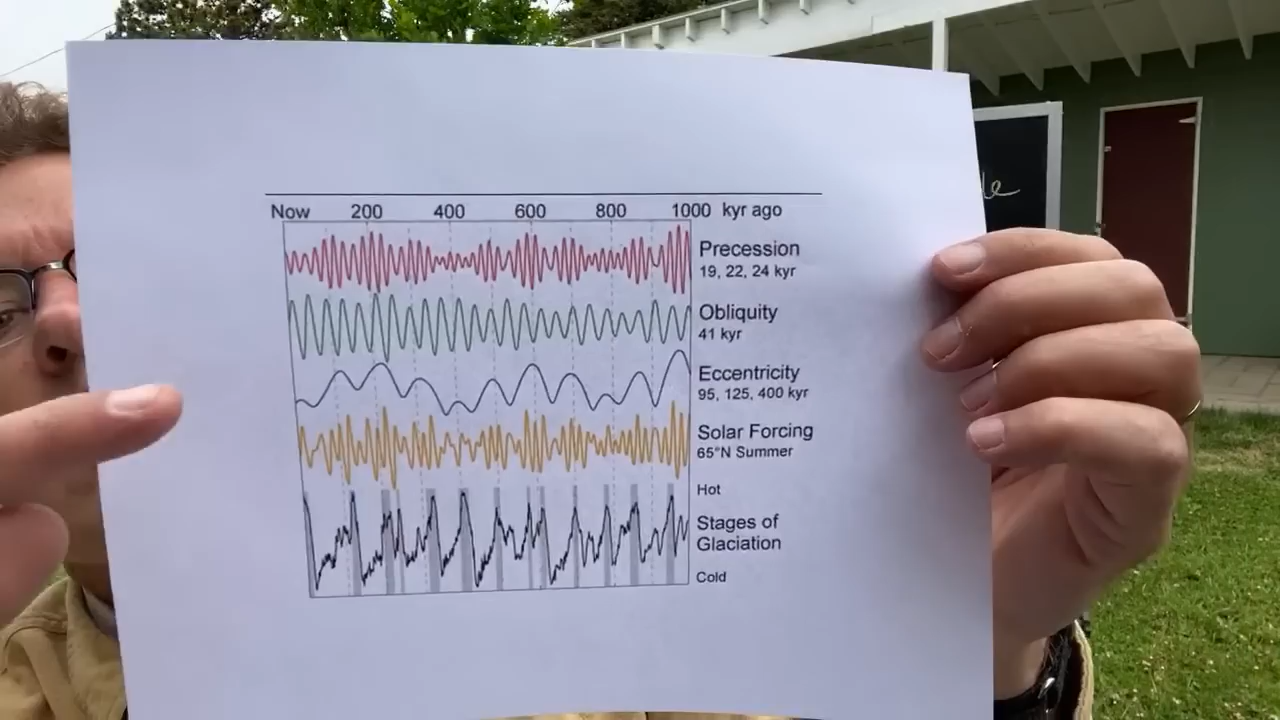 Now 200 400 600 800 1000 kyr ago
Precession
19, 22, 24 kyr
Obliquity
41 kyr
Eccentricity
95, 125, 400 kyr
Solar Forcing
65°N Summer
Hot
Stages of
Glaciation
Cold